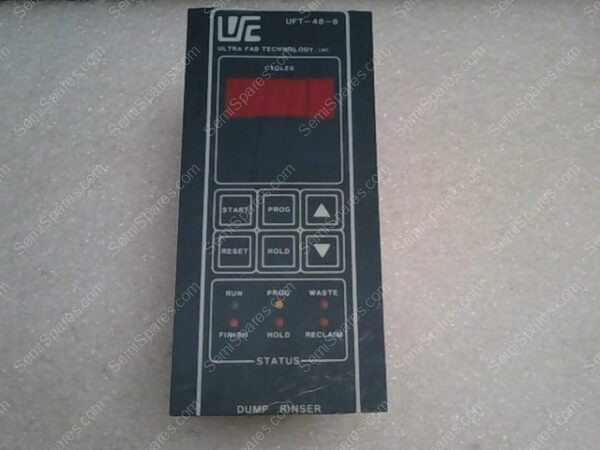 UFT UFT-48-8
ULTRA FAB TECHNOLOGY, INC
CYCLES
START PROG
RESET HOLD
RUN PROG WASTE
FINISH HOLD RECLAIM
STATUS
DUMP RINSER
SemiSpares.com